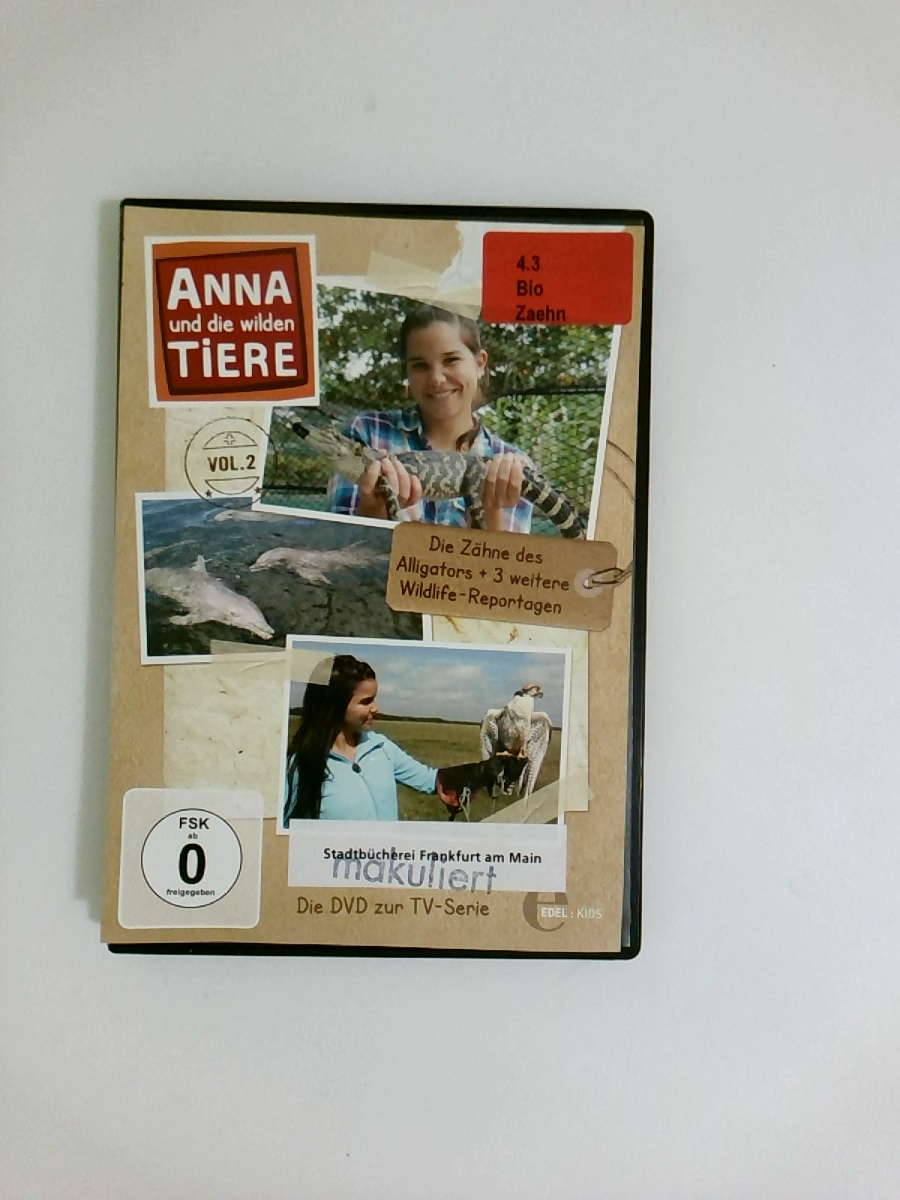 ANNA
und die wilden
TiERE
4.3
Bio
Zaehn
VOL.2
Die Zähne des
Alligators + 3 weitere
Wildlife-Reportagen
FSK
ab
0
freigegeben
Stadtbücherei Frankfurt am Main
makuliert
Die DVD zur TV-Serie
e
EDEL : KIDS